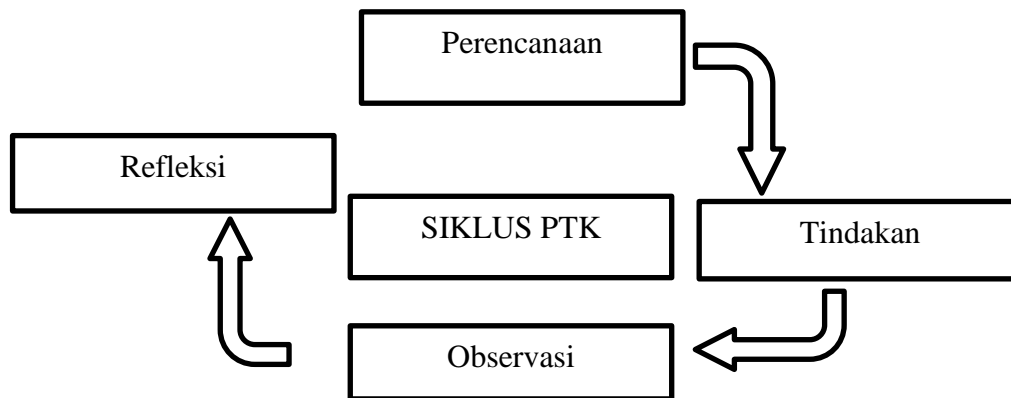 Perencanaan
Refleksi
SIKLUS PTK
Tindakan
Observasi